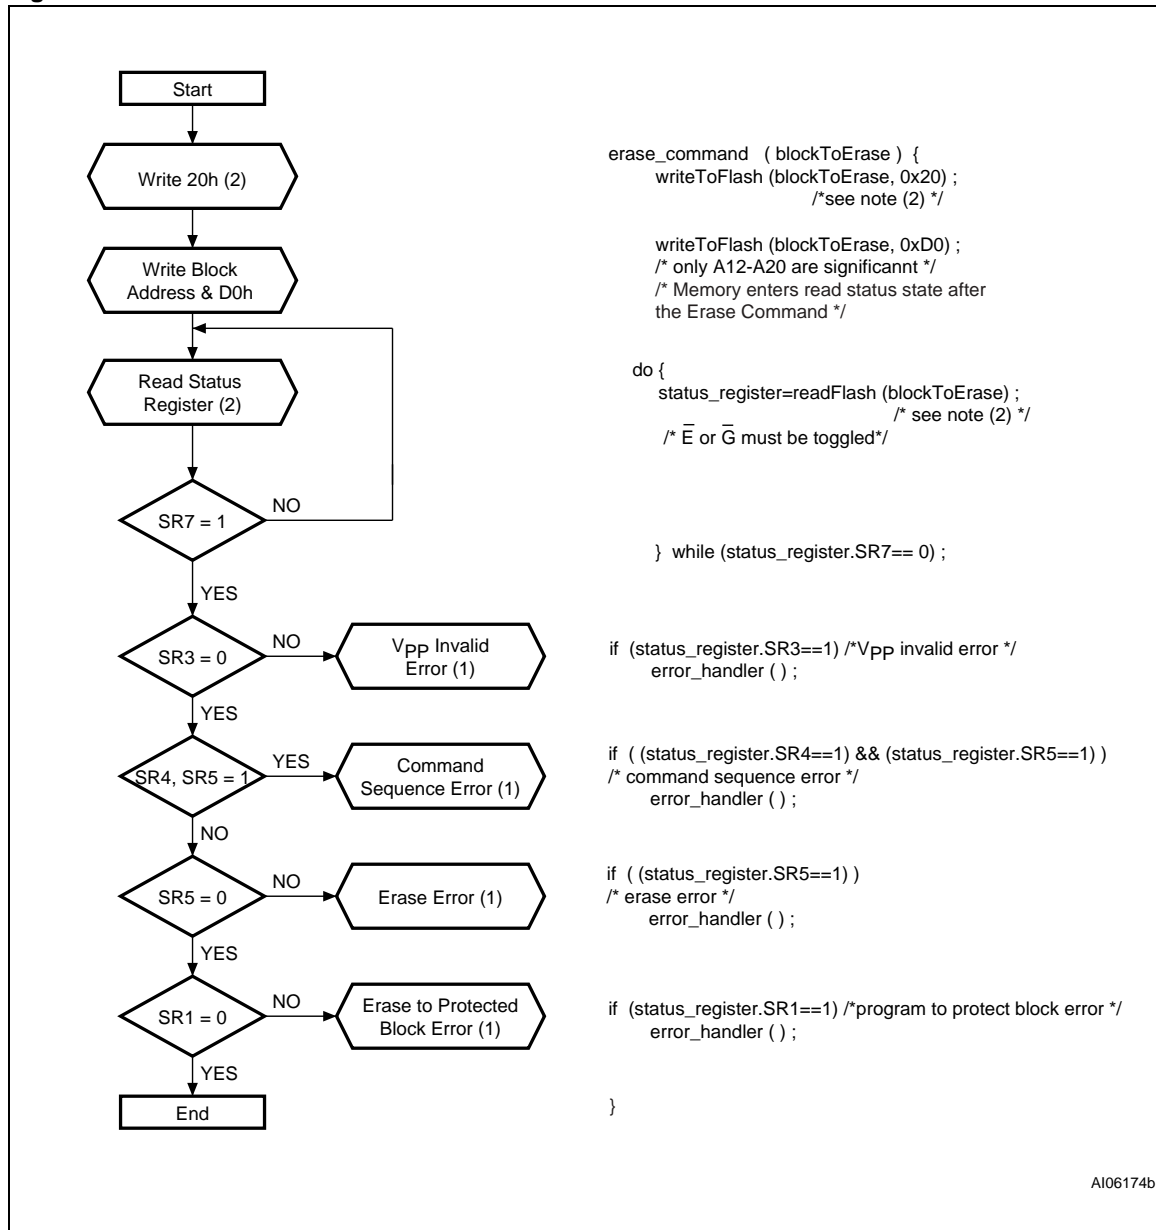 Start
Write 20h (2)
Write Block
Address & D0h
Read Status
Register (2)
SR7 = 1
NO
YES
SR3 = 0
NO
VPP Invalid
Error (1)
YES
SR4, SR5 = 1
YES
Command
Sequence Error (1)
NO
SR5 = 0
NO
Erase Error (1)
YES
SR1 = 0
NO
Erase to Protected
Block Error (1)
YES
End
erase_command ( blockToErase ) {
writeToFlash (blockToErase, 0x20) ;
/*see note (2) */
writeToFlash (blockToErase, 0xD0) ;
/* only A12-A20 are significannt */
/* Memory enters read status state after
the Erase Command */
do {
status_register=readFlash (blockToErase) ;
/* see note (2) */
/* E̅ or G̅ must be toggled*/
} while (status_register.SR7== 0) ;
if (status_register.SR3==1) /*VPP invalid error */
error_handler ( ) ;
if ( (status_register.SR4==1) && (status_register.SR5==1) )
/* command sequence error */
error_handler ( ) ;
if ( (status_register.SR5==1) )
/* erase error */
error_handler ( ) ;
if (status_register.SR1==1) /*program to protect block error */
error_handler ( ) ;
}
AI06174b